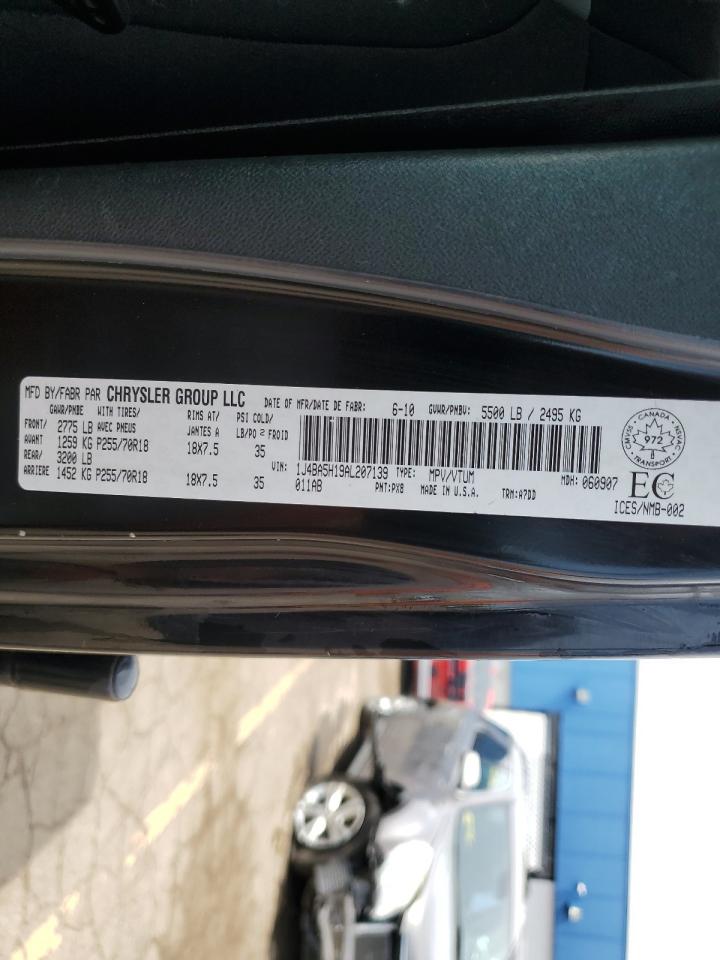 MFD BY/FABR PAR CHRYSLER GROUP LLC DATE OF MFR/DATE DE FABR: 6-10 GVWR/PNBV: 5500 LB / 2495 KG
GAWR/PNBE WITH TIRES/ RIMS AT/ PSI COLD/
FRONT/ 2775 LB AVEC PNEUS JANTES A LB/PO2 FROID
AVANT 1259 KG P255/70R18 18X7.5 35
REAR/ 3200 LB
ARRIERE 1452 KG P255/70R18 18X7.5 35
VIN: 1J4BA5H19AL207139 TYPE: MPV/VTUM MDH: 060907
011AB PNT:PX8 MADE IN U.S.A. TRM:A7DD
CANADA
CMVSS NSVAC
972
TRANSPORT
EC
ICES/NMB-002